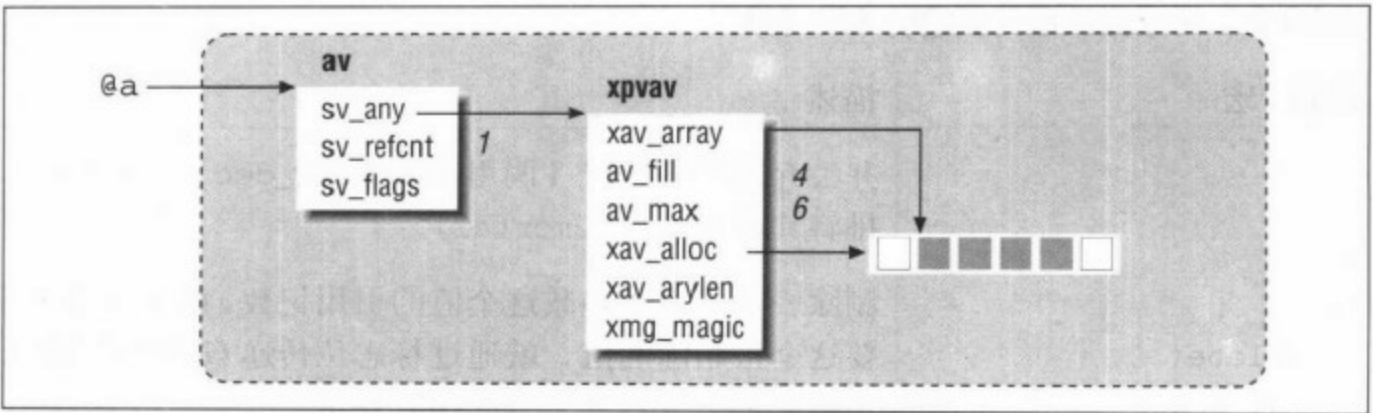 @a
av
sv_any
sv_refcnt
sv_flags
1
xpvav
xav_array
av_fill
av_max
xav_alloc
xav_arylen
xmg_magic
4
6